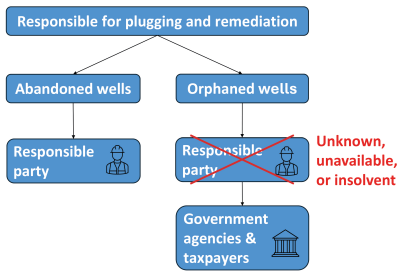 Responsible for plugging and remediation
Abandoned wells
Orphaned wells
Responsible
party
Responsible
party
Unknown,
unavailable,
or insolvent
Government
agencies &
taxpayers